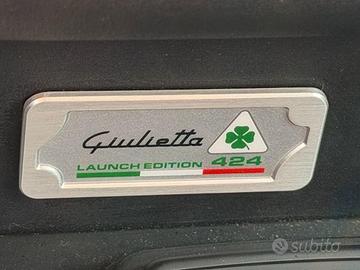 Giulietta
LAUNCH EDITION 424
subito